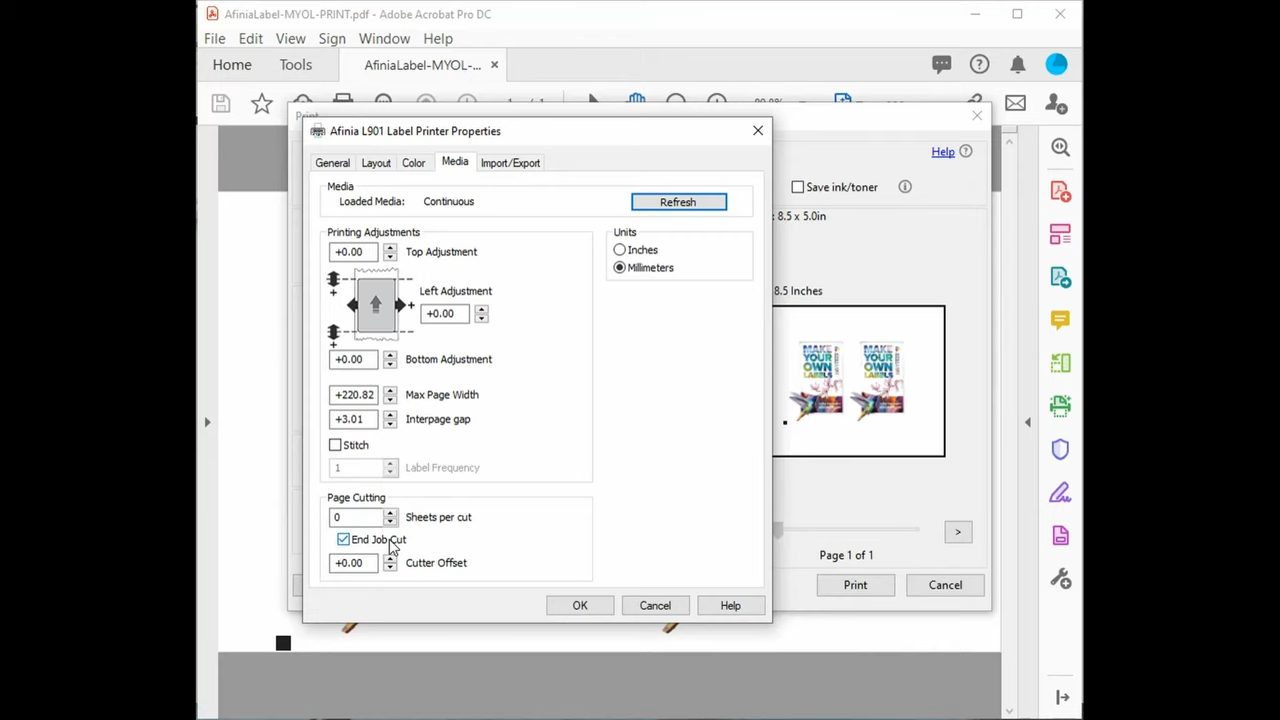 AfiniaLabel-MYOL-PRINT.pdf - Adobe Acrobat Pro DC
File Edit View Sign Window Help
Home Tools AfiniaLabel-MYOL-... ×
Afinia L901 Label Printer Properties
Help
General Layout Color Media Import/Export
Save ink/toner
Media
Loaded Media: Continuous Refresh
: 8.5 x 5.0in
Printing Adjustments
Units
+0.00 Top Adjustment
Inches
Millimeters
Left Adjustment
8.5 Inches
+0.00
MAKE YOUR OWN LABELS
MAKE YOUR OWN LABELS
+0.00 Bottom Adjustment
+220.82 Max Page Width
+3.01 Interpage gap
Stitch
1 Label Frequency
Page Cutting
0 Sheets per cut
>
End Job Cut
Page 1 of 1
+0.00 Cutter Offset
Print Cancel
OK Cancel Help